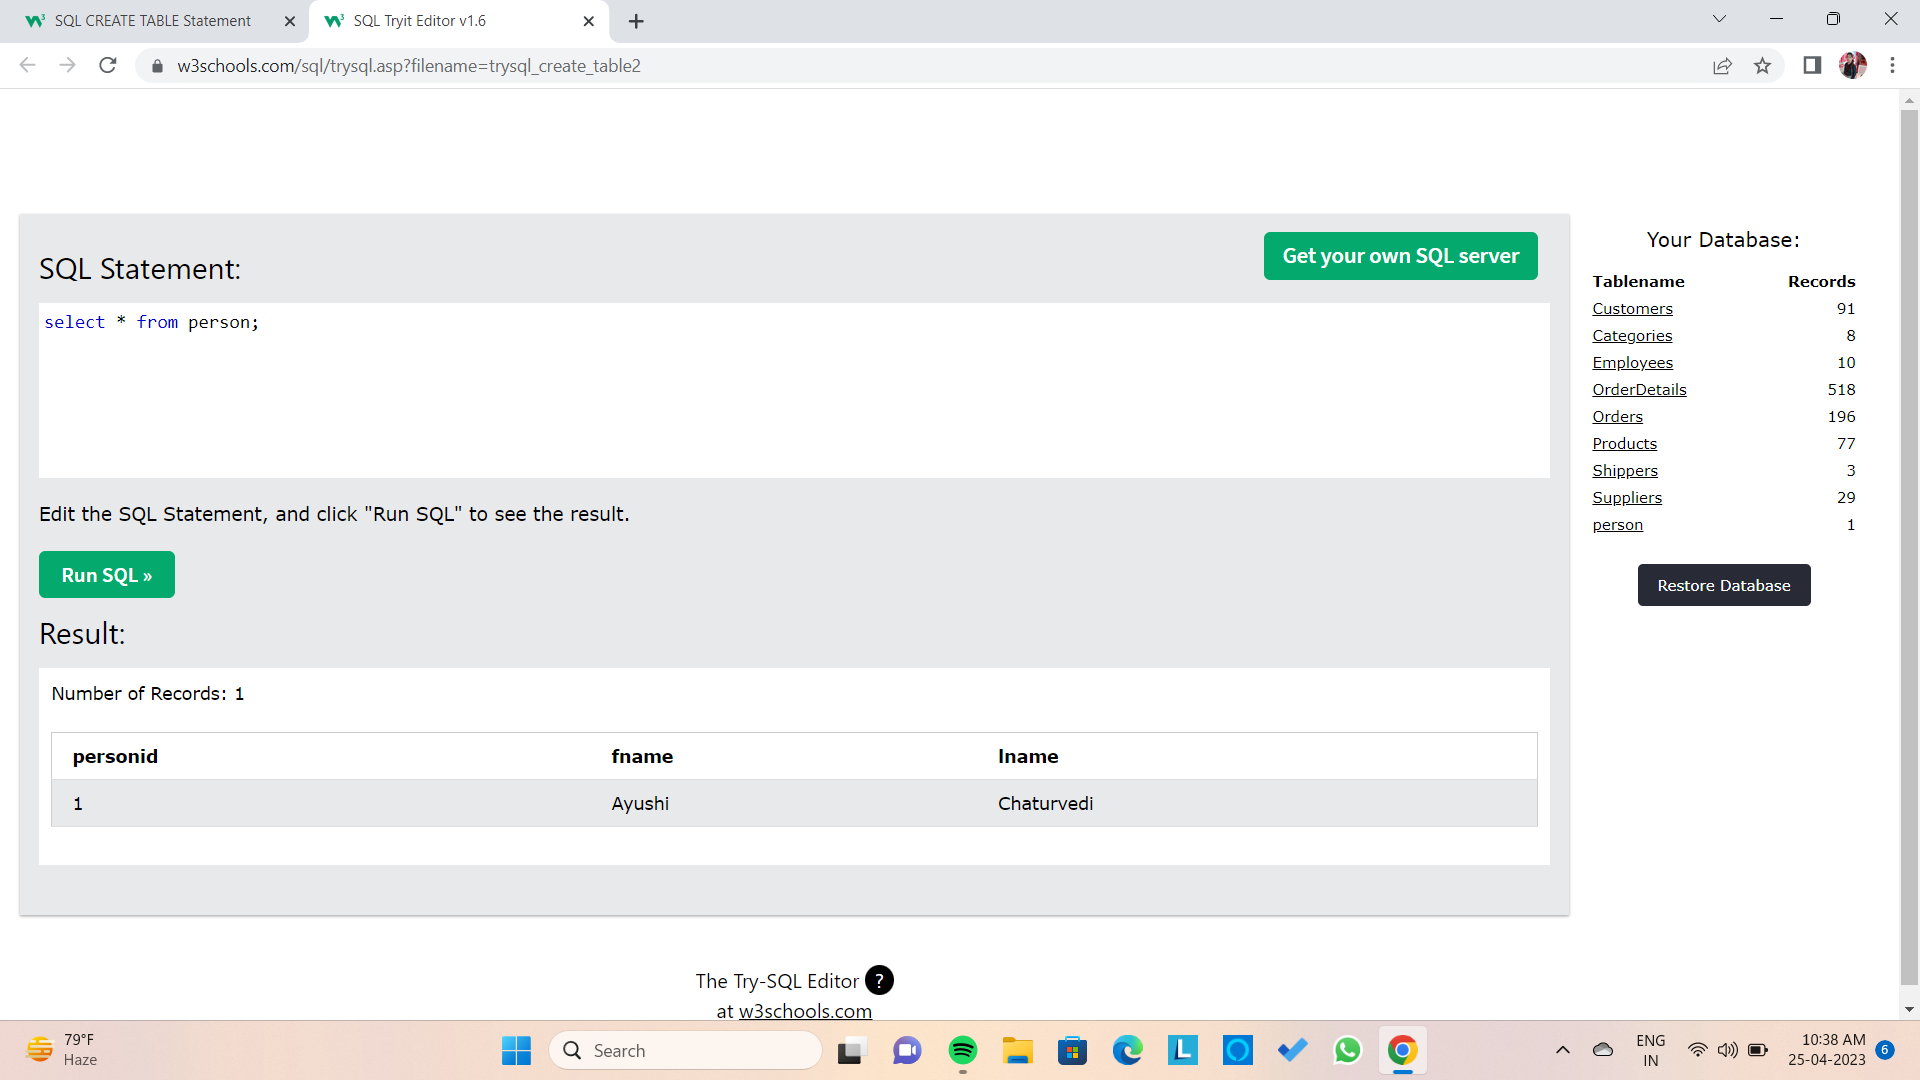 SQL CREATE TABLE Statement
SQL Tryit Editor v1.6
w3schools.com/sql/trysql.asp?filename=trysql_create_table2
SQL Statement:
Get your own SQL server
select * from person;
Edit the SQL Statement, and click "Run SQL" to see the result.
Run SQL »
Result:
Number of Records: 1
personid fname lname
1 Ayushi Chaturvedi
Your Database:
Tablename Records
Customers 91
Categories 8
Employees 10
OrderDetails 518
Orders 196
Products 77
Shippers 3
Suppliers 29
person 1
Restore Database
The Try-SQL Editor ?
at w3schools.com
79°F
Haze
Search
L
ENG
IN
10:38 AM
25-04-2023
6